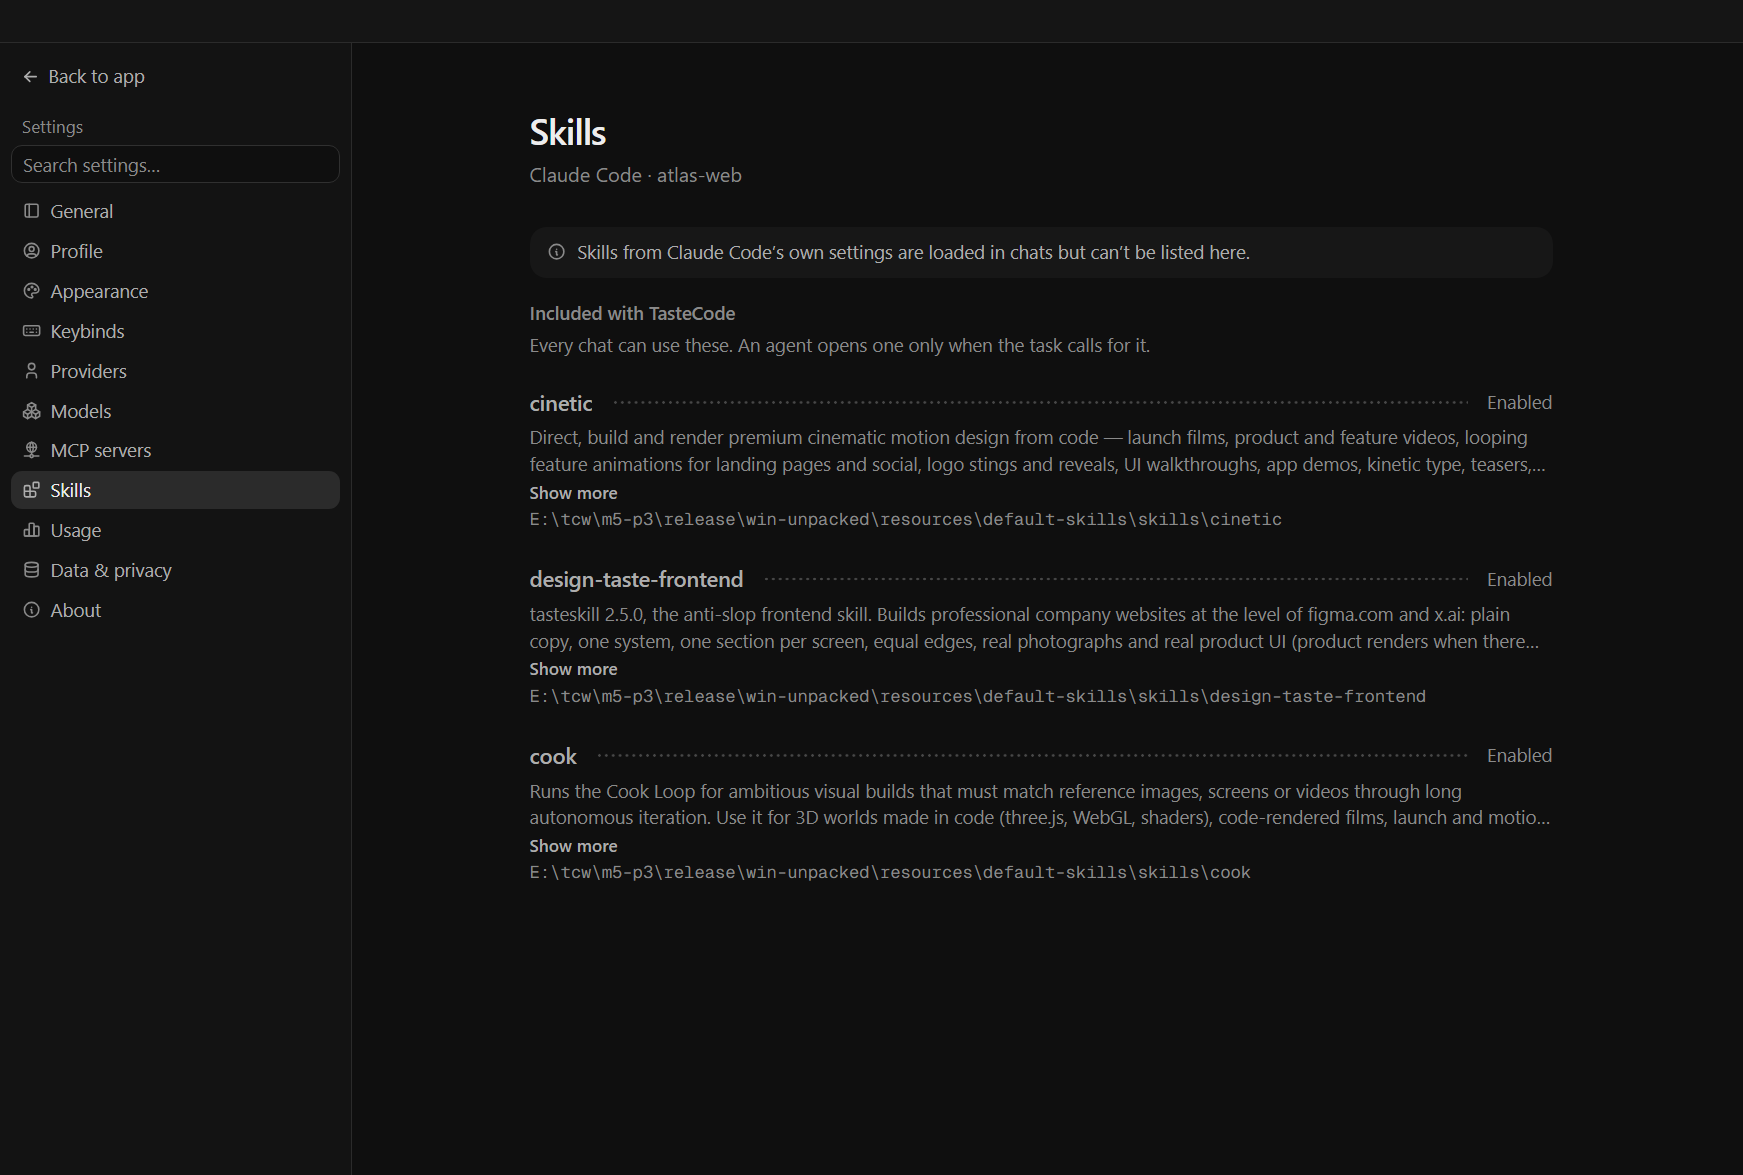 Back to app
Settings
Search settings...
General
Profile
Appearance
Keybinds
Providers
Models
MCP servers
Skills
Usage
Data & privacy
About
Skills
Claude Code · atlas-web
Skills from Claude Code's own settings are loaded in chats but can't be listed here.
Included with TasteCode
Every chat can use these. An agent opens one only when the task calls for it.
cinetic
Enabled
Direct, build and render premium cinematic motion design from code — launch films, product and feature videos, looping
feature animations for landing pages and social, logo stings and reveals, UI walkthroughs, app demos, kinetic type, teasers,...
Show more
E:\tcw\m5-p3\release\win-unpacked\resources\default-skills\skills\cinetic
design-taste-frontend
Enabled
tasteskill 2.5.0, the anti-slop frontend skill. Builds professional company websites at the level of figma.com and x.ai: plain
copy, one system, one section per screen, equal edges, real photographs and real product UI (product renders when there...
Show more
E:\tcw\m5-p3\release\win-unpacked\resources\default-skills\skills\design-taste-frontend
cook
Enabled
Runs the Cook Loop for ambitious visual builds that must match reference images, screens or videos through long
autonomous iteration. Use it for 3D worlds made in code (three.js, WebGL, shaders), code-rendered films, launch and motio...
Show more
E:\tcw\m5-p3\release\win-unpacked\resources\default-skills\skills\cook